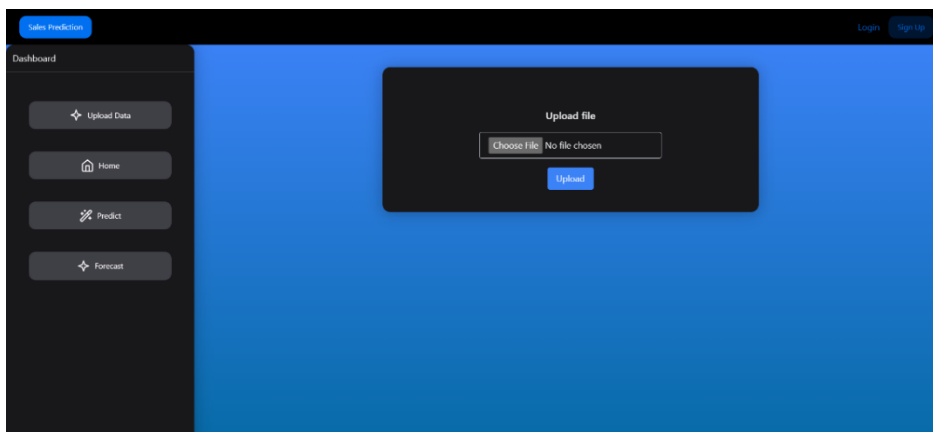 Sales Prediction
Login
Sign Up
Dashboard
Upload Data
Home
Predict
Forecast
Upload file
Choose File No file chosen
Upload